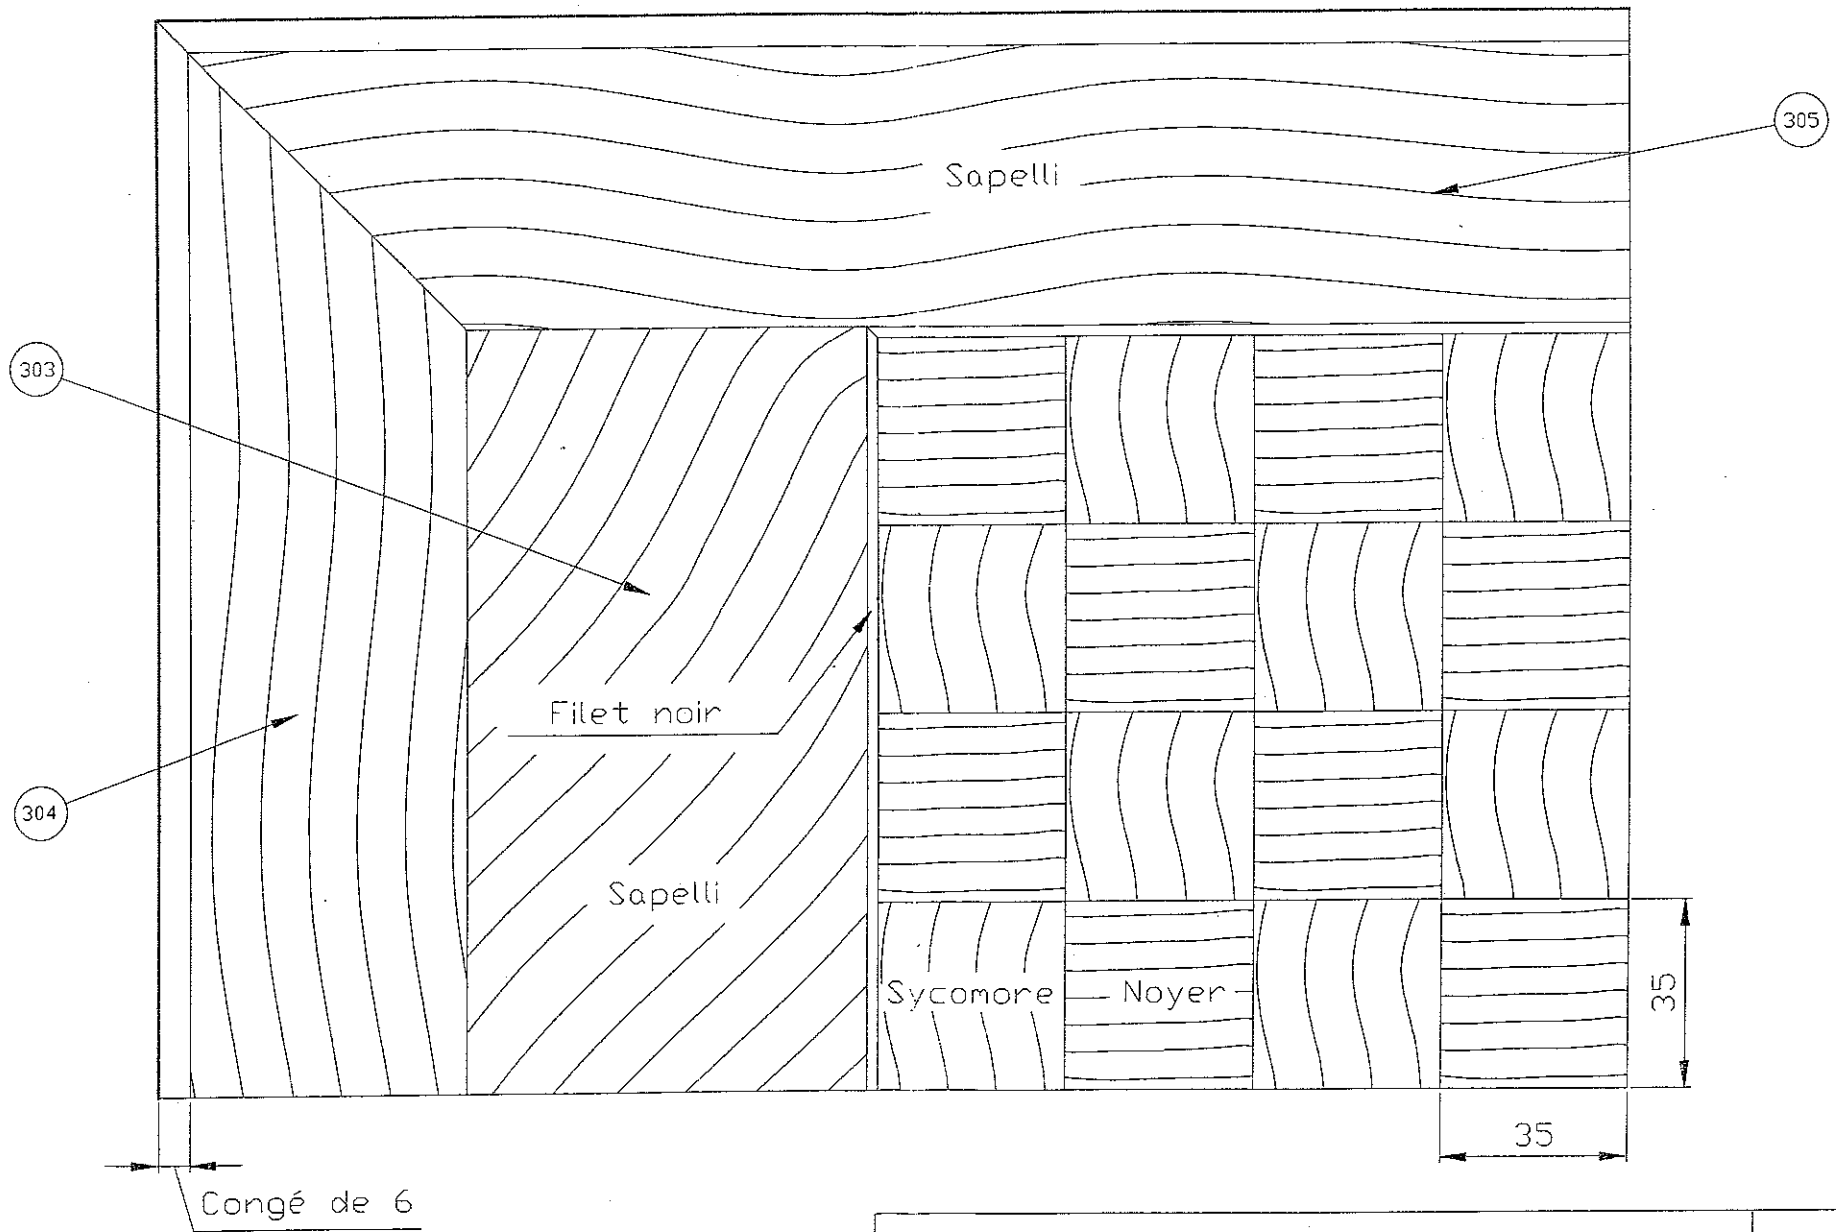 305
Sapelli
303
Filet noir
304
Sapelli
Sycomore
Noyer
35
35
Congé de 6